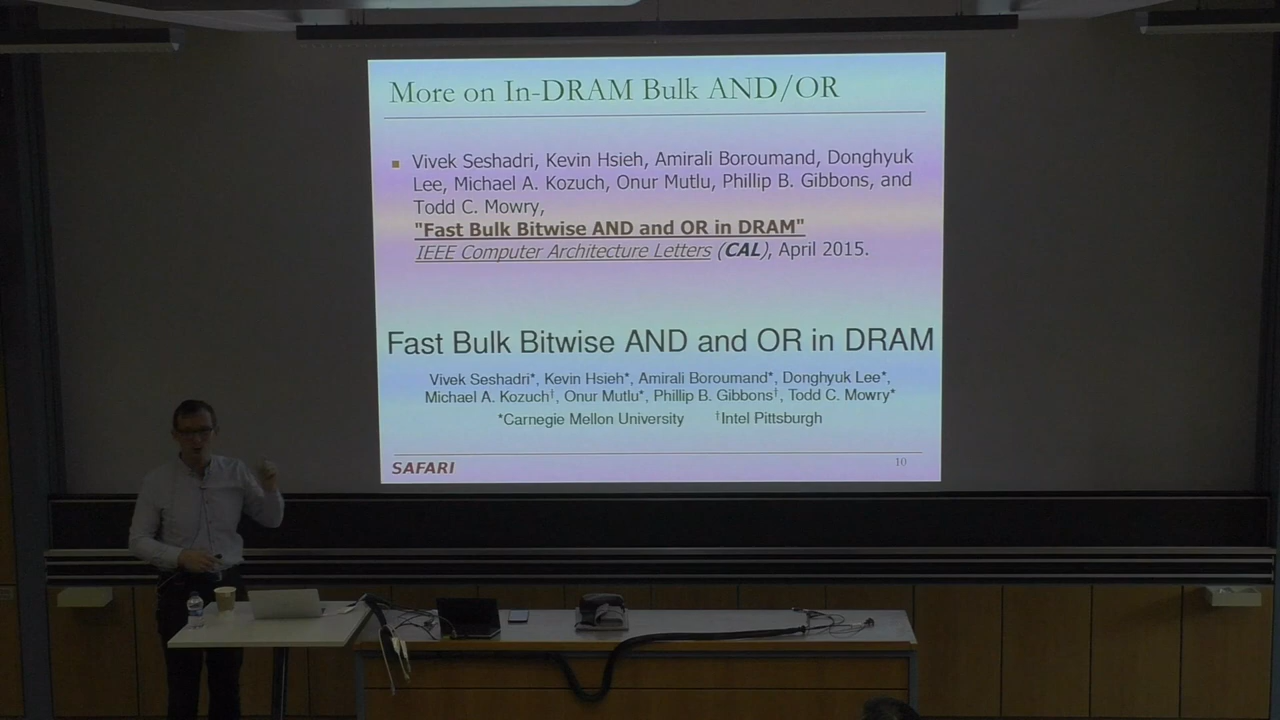 More on In-DRAM Bulk AND/OR
Vivek Seshadri, Kevin Hsieh, Amirali Boroumand, Donghyuk
Lee, Michael A. Kozuch, Onur Mutlu, Phillip B. Gibbons, and
Todd C. Mowry,
"Fast Bulk Bitwise AND and OR in DRAM"
IEEE Computer Architecture Letters (CAL), April 2015.
Fast Bulk Bitwise AND and OR in DRAM
Vivek Seshadri*, Kevin Hsieh*, Amirali Boroumand*, Donghyuk Lee*,
Michael A. Kozuch†, Onur Mutlu*, Phillip B. Gibbons†, Todd C. Mowry*
*Carnegie Mellon University †Intel Pittsburgh
SAFARI
10